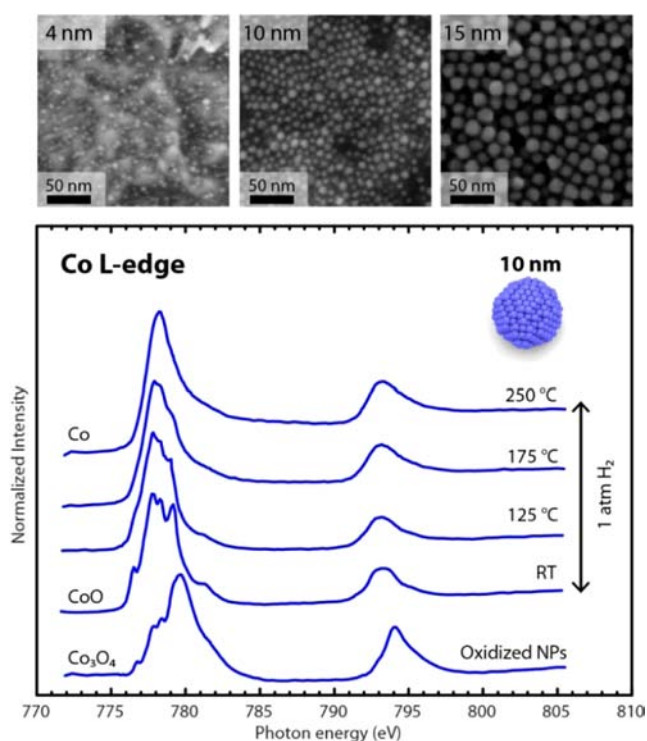 4 nm
10 nm
15 nm
50 nm
50 nm
50 nm
Co L-edge
10 nm
250 °C
Co
175 °C
125 °C
RT
CoO
Co₃O₄
Oxidized NPs
1 atm H₂
Normalized Intensity
770 775 780 785 790 795 800 805 810
Photon energy (eV)